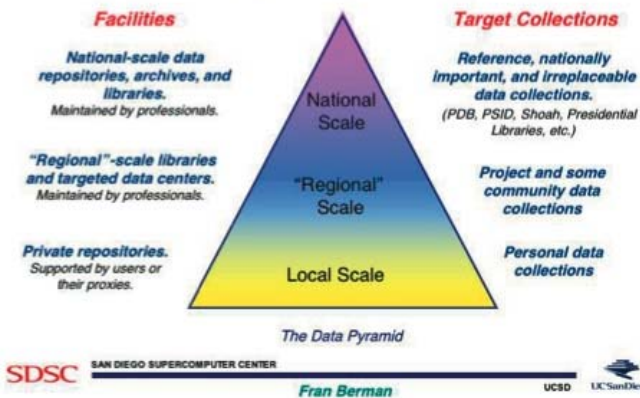 Facilities
Target Collections
National-scale data
repositories, archives, and
libraries.
Maintained by professionals.
National
Scale
Reference, nationally
important, and irreplaceable
data collections.
(PDB, PSID, Shoah, Presidential
Libraries, etc.)
“Regional”-scale libraries
and targeted data centers.
Maintained by professionals.
“Regional”
Scale
Project and some
community data
collections
Private repositories.
Supported by users or
their proxies.
Local Scale
Personal data
collections
The Data Pyramid
SDSC
SAN DIEGO SUPERCOMPUTER CENTER
Fran Berman
UCSD
UCSanDie